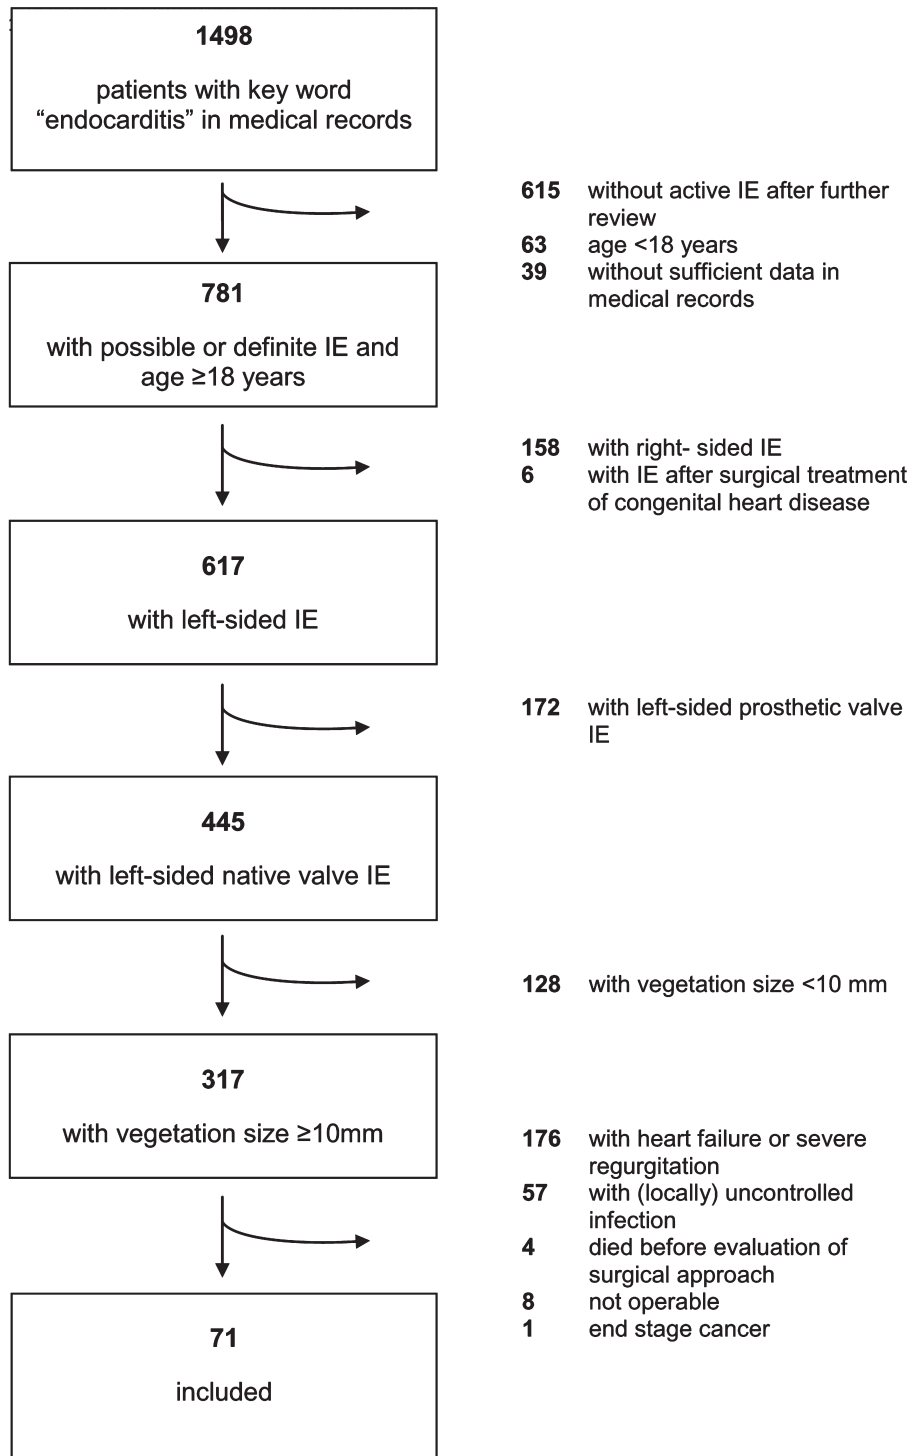 1498
patients with key word
“endocarditis” in medical records
615 without active IE after further
review
63 age <18 years
39 without sufficient data in
medical records
781
with possible or definite IE and
age ≥18 years
158 with right- sided IE
6 with IE after surgical treatment
of congenital heart disease
617
with left-sided IE
172 with left-sided prosthetic valve
IE
445
with left-sided native valve IE
128 with vegetation size <10 mm
317
with vegetation size ≥10mm
176 with heart failure or severe
regurgitation
57 with (locally) uncontrolled
infection
4 died before evaluation of
surgical approach
8 not operable
1 end stage cancer
71
included